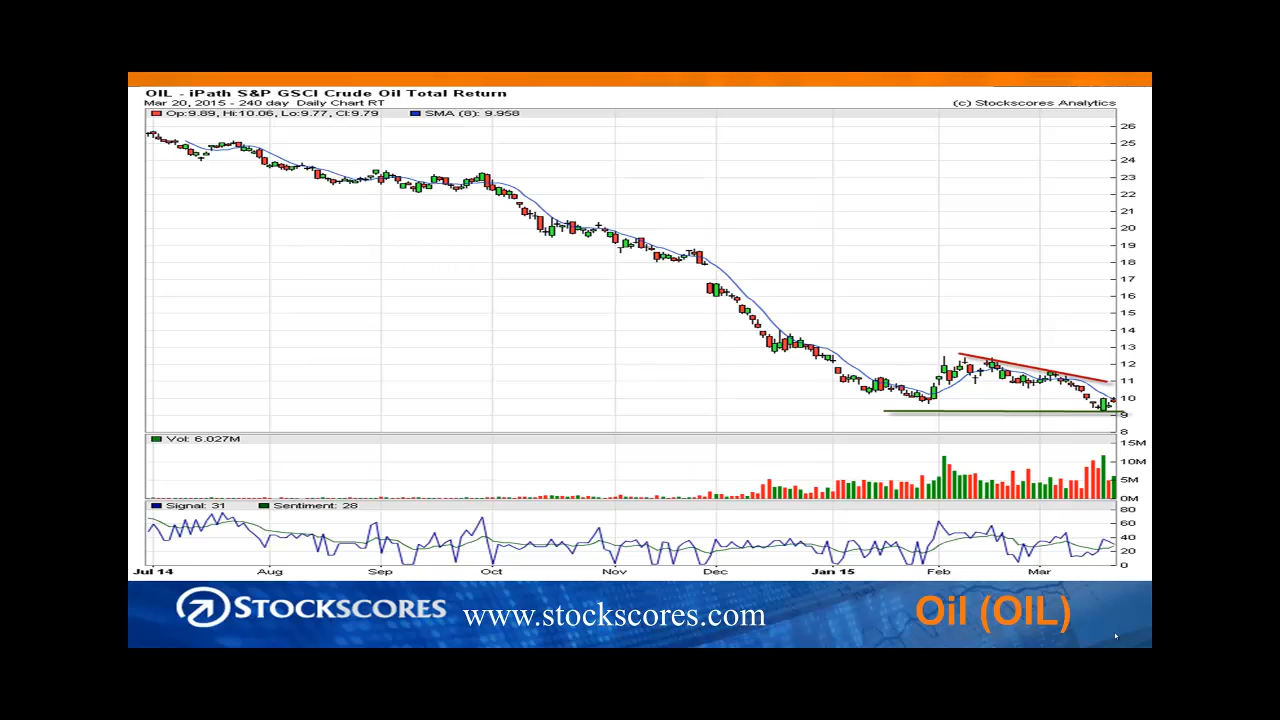 OIL - iPath S&P GSCI Crude Oil Total Return
Mar 20, 2015 - 240 day Daily Chart RT
(c) Stockscores Analytics
Op:9.89, Hi:10.06, Lo:9.77, Cl:9.79 SMA (8): 9.958
26
25
24
23
22
21
20
19
18
17
16
15
14
13
12
11
10
9
8
Vol: 6.027M
15M
10M
5M
0M
Signal: 31 Sentiment: 28
80
60
40
20
0
Jul 14 Aug Sep Oct Nov Dec Jan 15 Feb Mar
STOCKSCORES www.stockscores.com Oil (OIL)